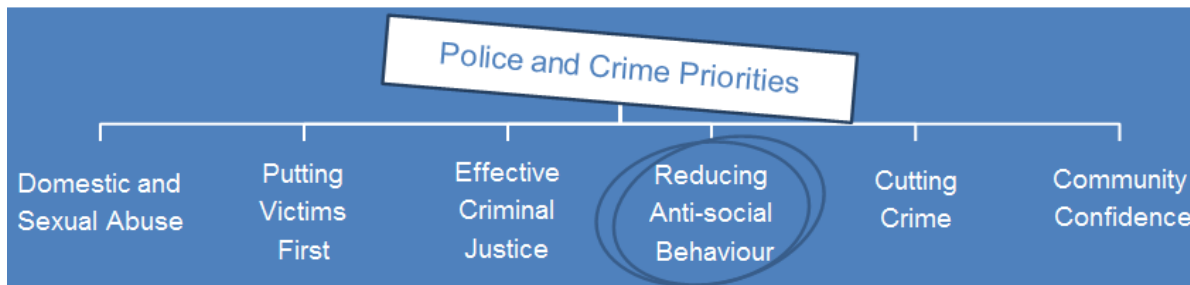 Police and Crime Priorities
Domestic and
Sexual Abuse
Putting
Victims
First
Effective
Criminal
Justice
Reducing
Anti-social
Behaviour
Cutting
Crime
Community
Confidence